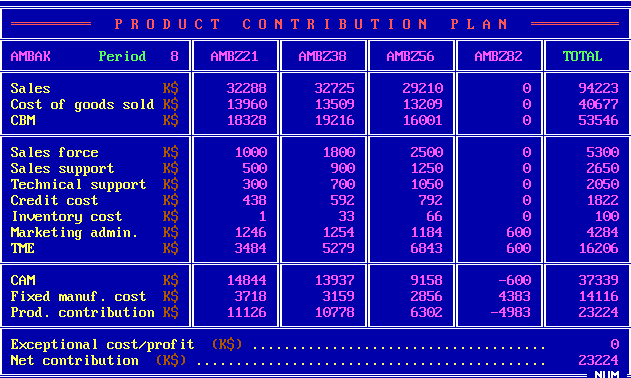 PRODUCT CONTRIBUTION PLAN
AMBAK Period 8 AMBZ21 AMBZ38 AMBZ56 AMBZ82 TOTAL
Sales K$ 32288 32725 29210 0 94223
Cost of goods sold K$ 13960 13509 13209 0 40677
CBM K$ 18328 19216 16001 0 53546
Sales force K$ 1000 1800 2500 0 5300
Sales support K$ 500 900 1250 0 2650
Technical support K$ 300 700 1050 0 2050
Credit cost K$ 438 592 792 0 1822
Inventory cost K$ 1 33 66 0 100
Marketing admin. K$ 1246 1254 1184 600 4284
TME K$ 3484 5279 6843 600 16206
CAM K$ 14844 13937 9158 -600 37339
Fixed manuf. cost K$ 3718 3159 2856 4383 14116
Prod. contribution K$ 11126 10778 6302 -4983 23224
Exceptional cost/profit (K$) ..................................... 0
Net contribution (K$) ............................................ 23224
NUM